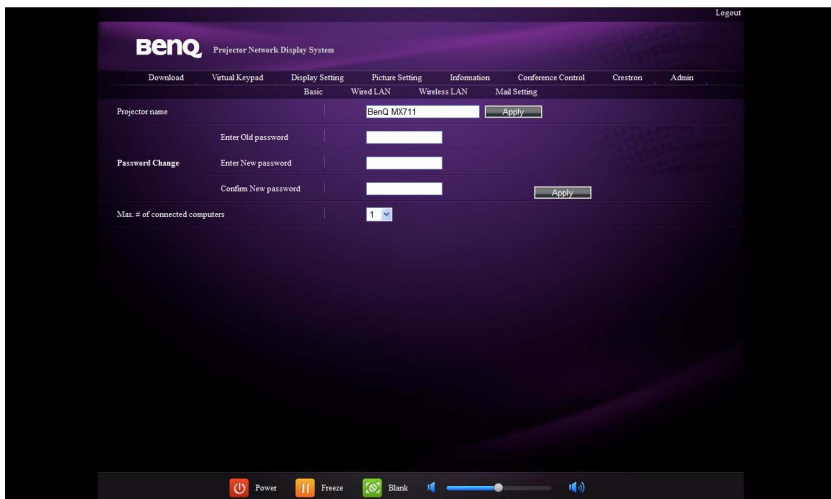 Logout
BenQ Projector Network Display System
Download Virtual Keypad Display Setting Picture Setting Information Conference Control Crestron Admin
Basic Wired LAN Wireless LAN Mail Setting
Projector name BenQ MX711 Apply
Enter Old password
Password Change Enter New password
Confirm New password Apply
Max. # of connected computers 1
Power Freeze Blank